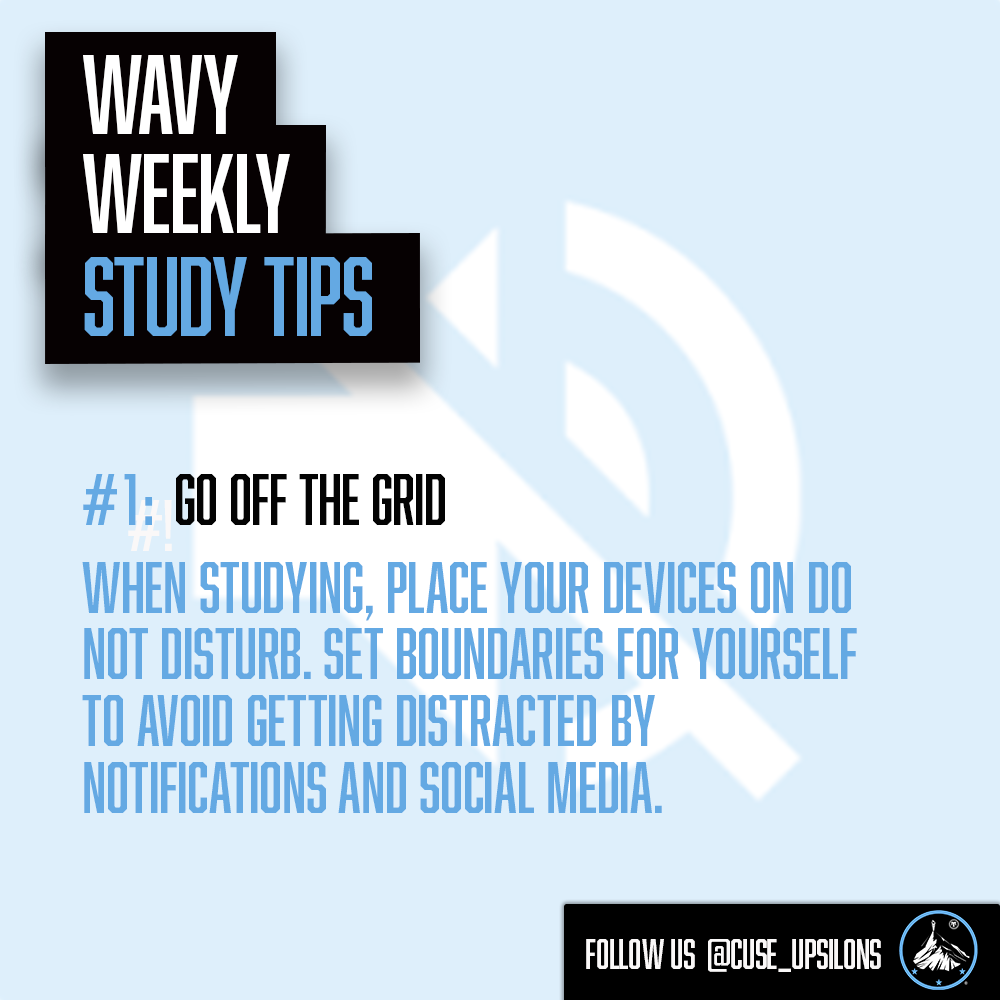 WAVY
WEEKLY
STUDY TIPS
#1: GO OFF THE GRID
#!
WHEN STUDYING, PLACE YOUR DEVICES ON DO
NOT DISTURB. SET BOUNDARIES FOR YOURSELF
TO AVOID GETTING DISTRACTED BY
NOTIFICATIONS AND SOCIAL MEDIA.
FOLLOW US @CUSE_UPSILONS